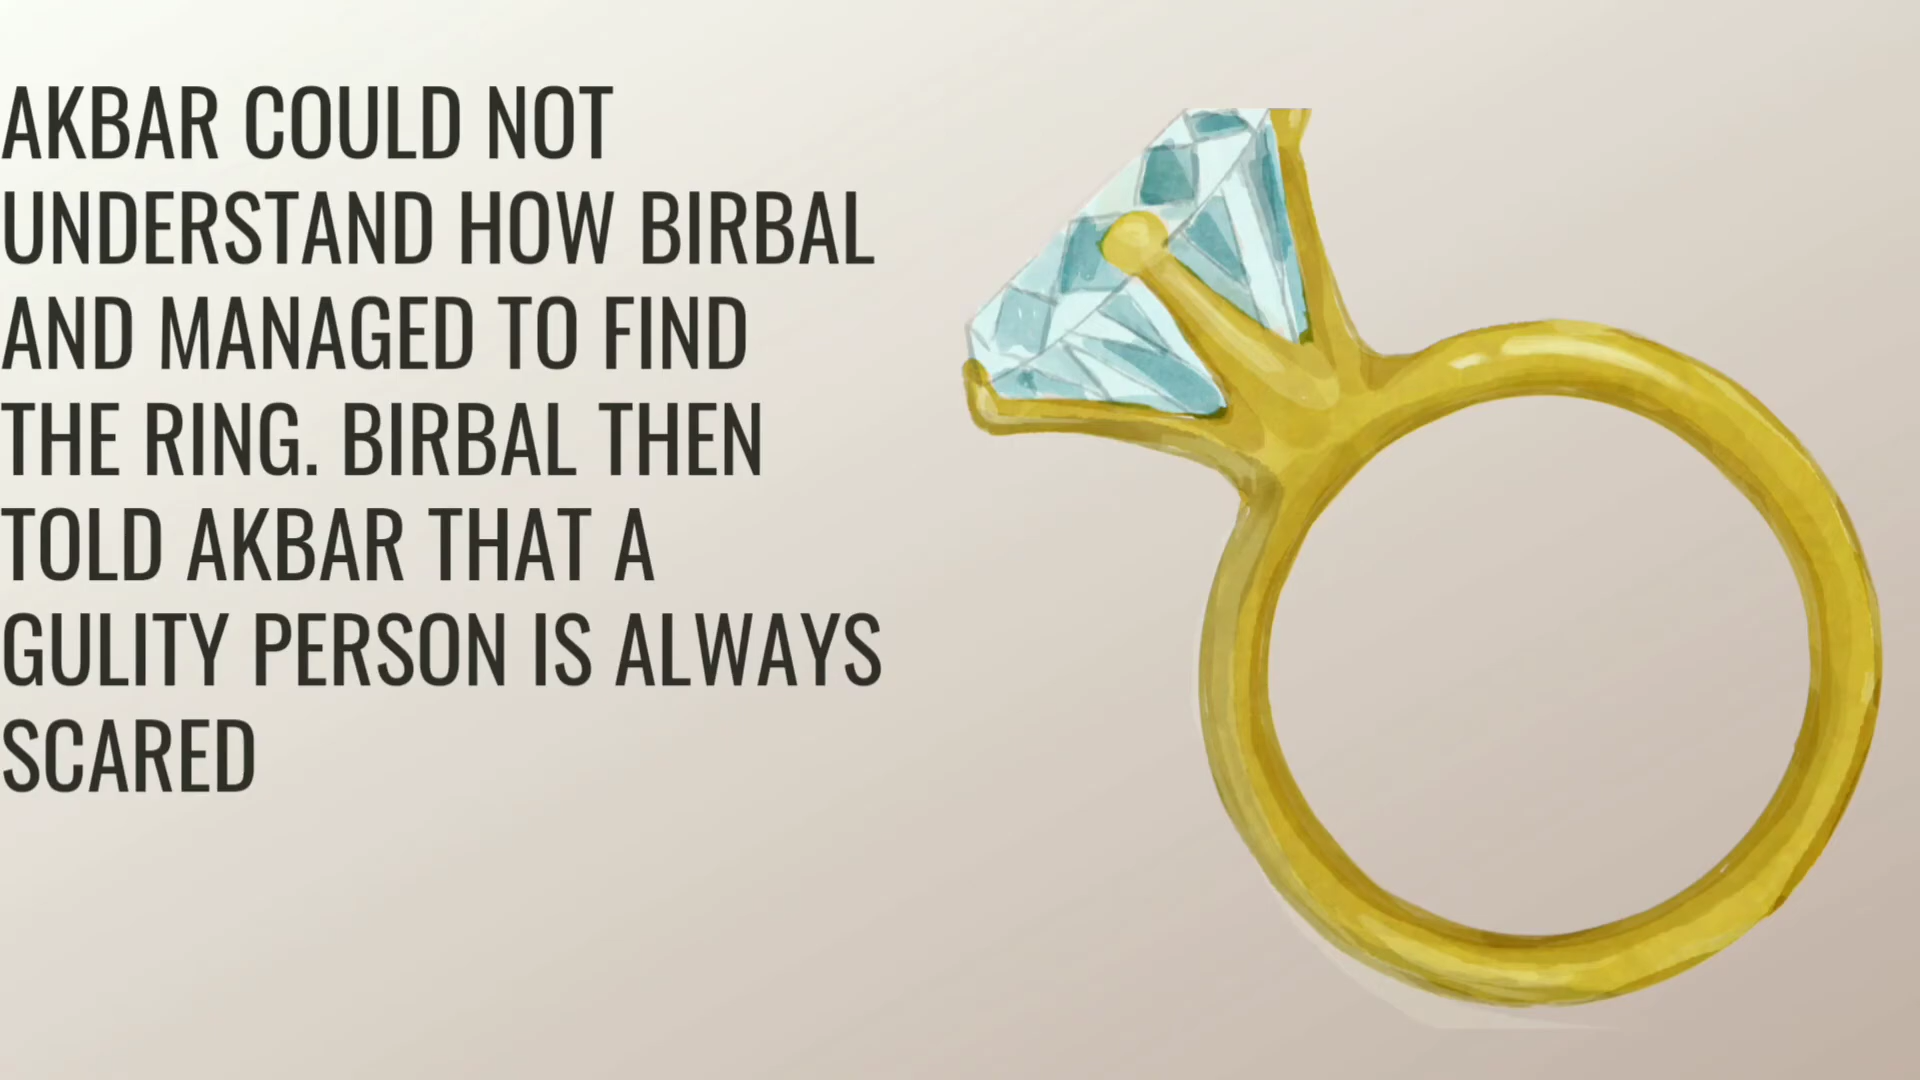 AKBAR COULD NOT
UNDERSTAND HOW BIRBAL
AND MANAGED TO FIND
THE RING. BIRBAL THEN
TOLD AKBAR THAT A
GULITY PERSON IS ALWAYS
SCARED